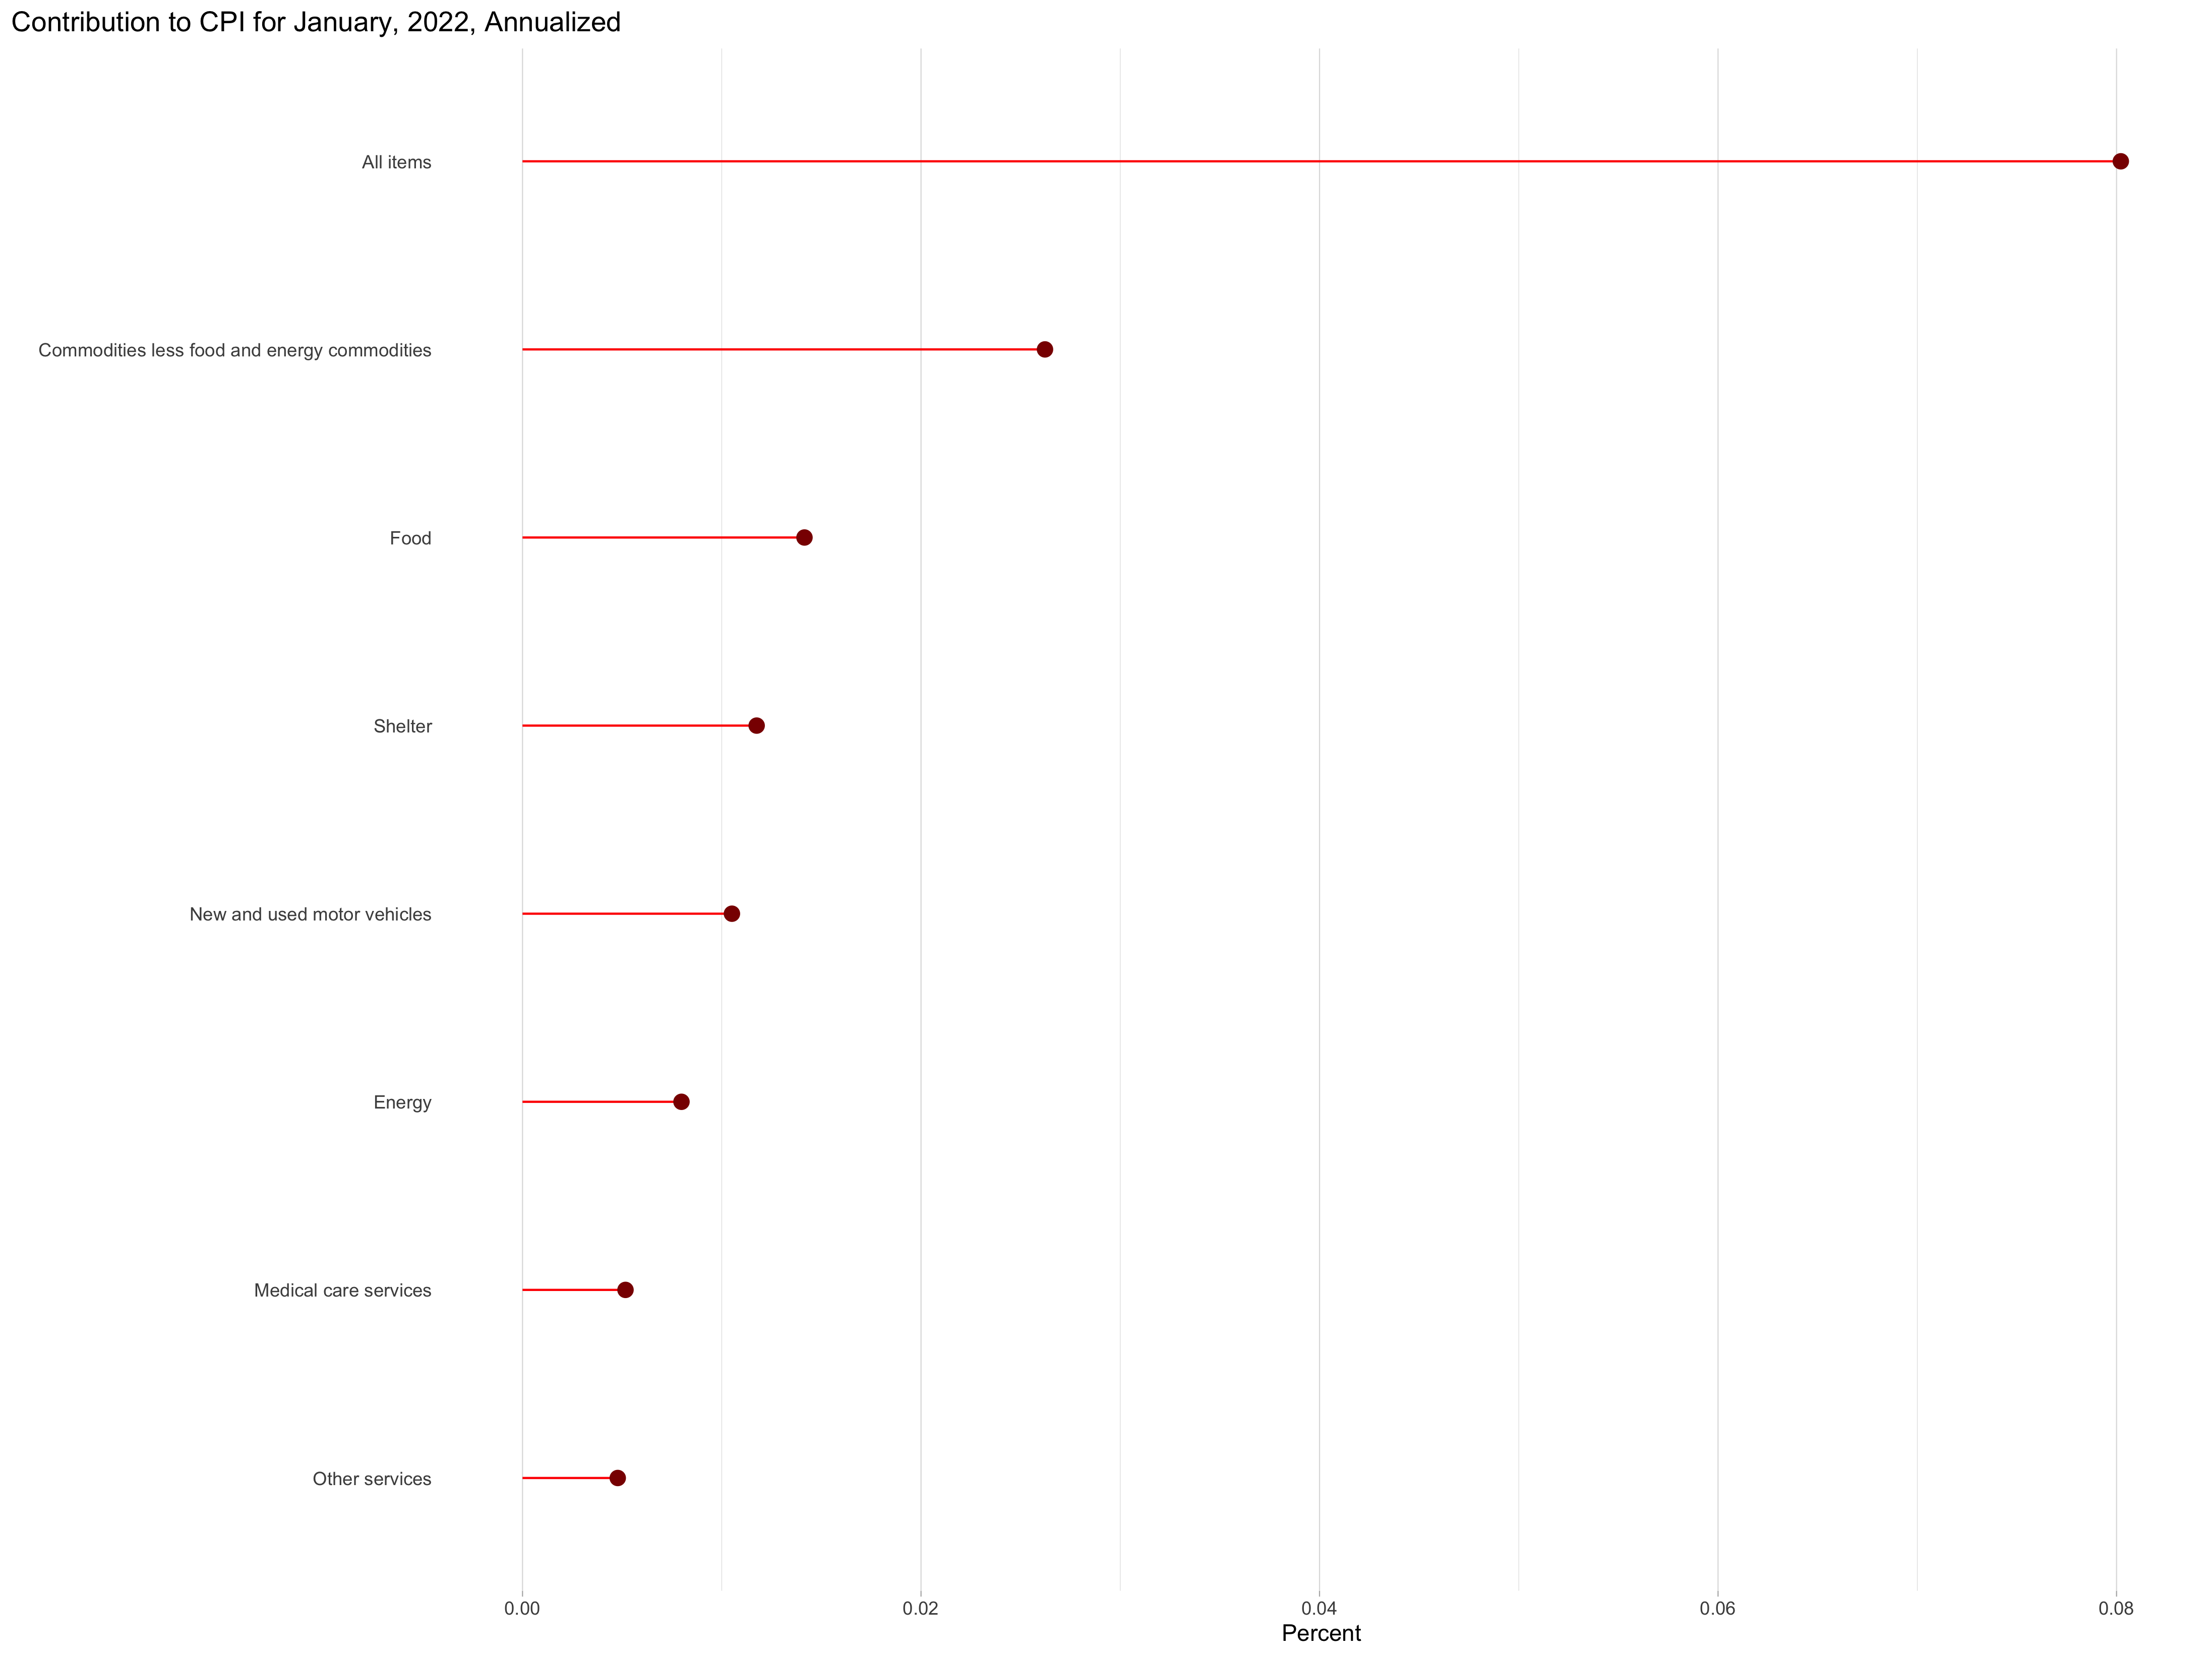 Contribution to CPI for January, 2022, Annualized
All items
Commodities less food and energy commodities
Food
Shelter
New and used motor vehicles
Energy
Medical care services
Other services
0.00 0.02 0.04 0.06 0.08
Percent